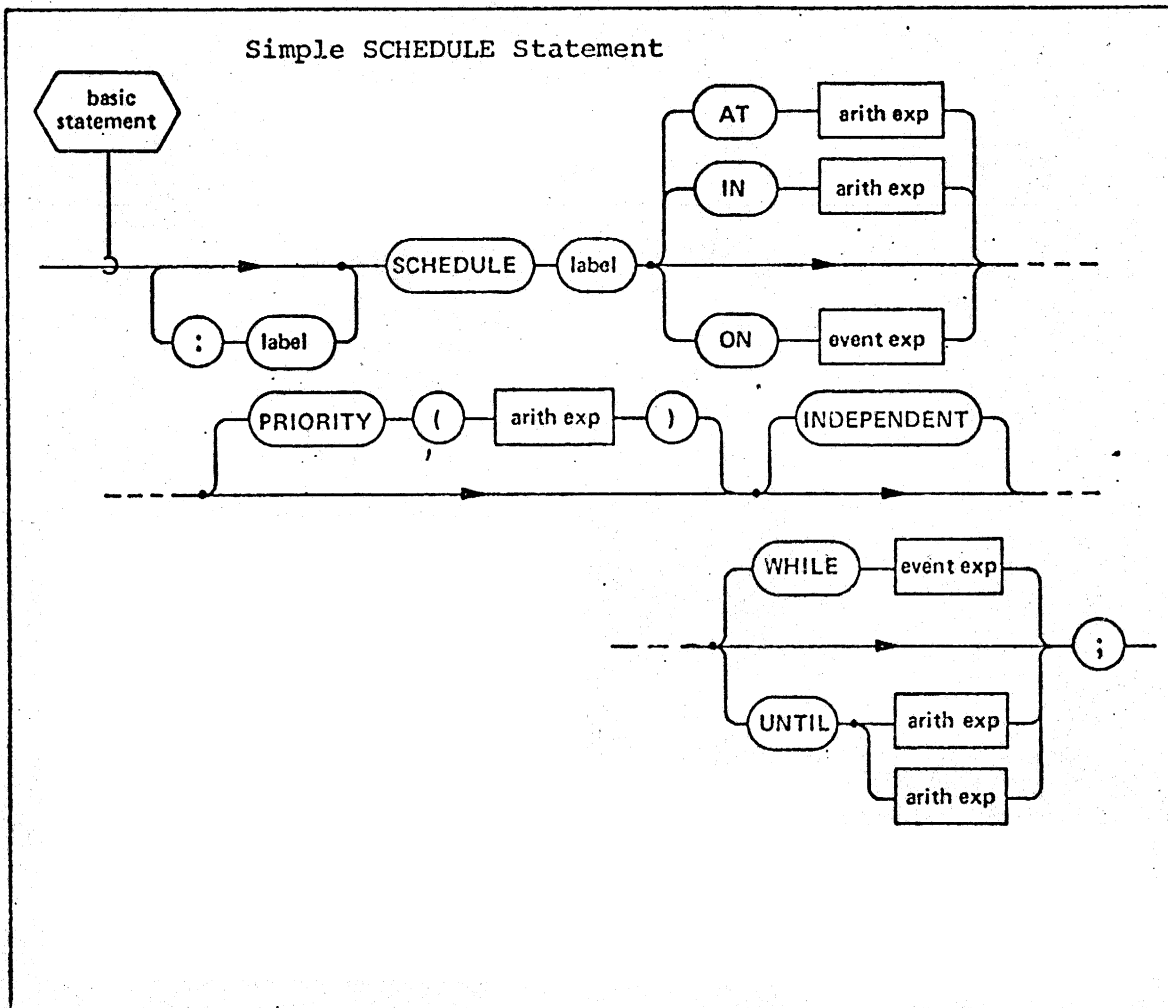 Simple SCHEDULE Statement
basic
statement
AT arith exp
IN arith exp
SCHEDULE label
: label
ON event exp
PRIORITY ( arith exp )
INDEPENDENT
WHILE event exp
;
UNTIL arith exp
arith exp